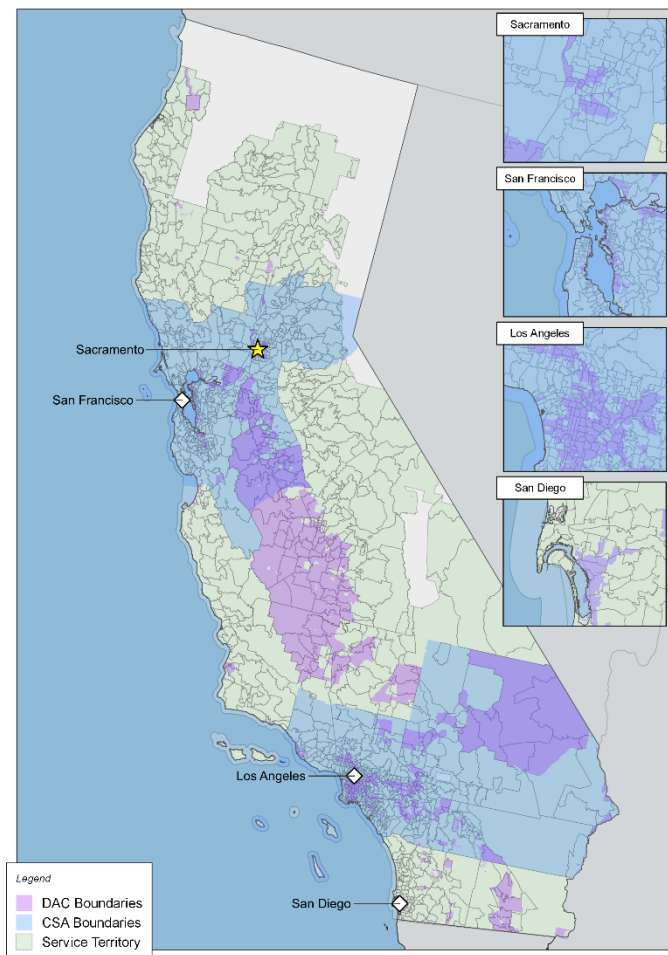 Sacramento
San Francisco
Los Angeles
San Diego
Sacramento
San Francisco
Los Angeles
San Diego
Legend
DAC Boundaries
CSA Boundaries
Service Territory